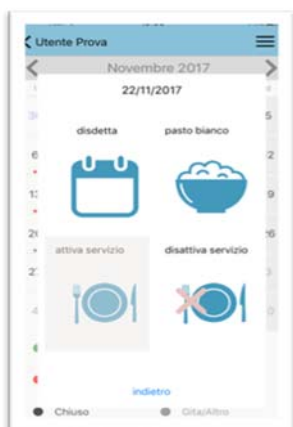 Utente Prova
Novembre 2017
22/11/2017
disdetta pasto bianco
attiva servizio disattiva servizio
indietro
Chiuso Gita/Altro